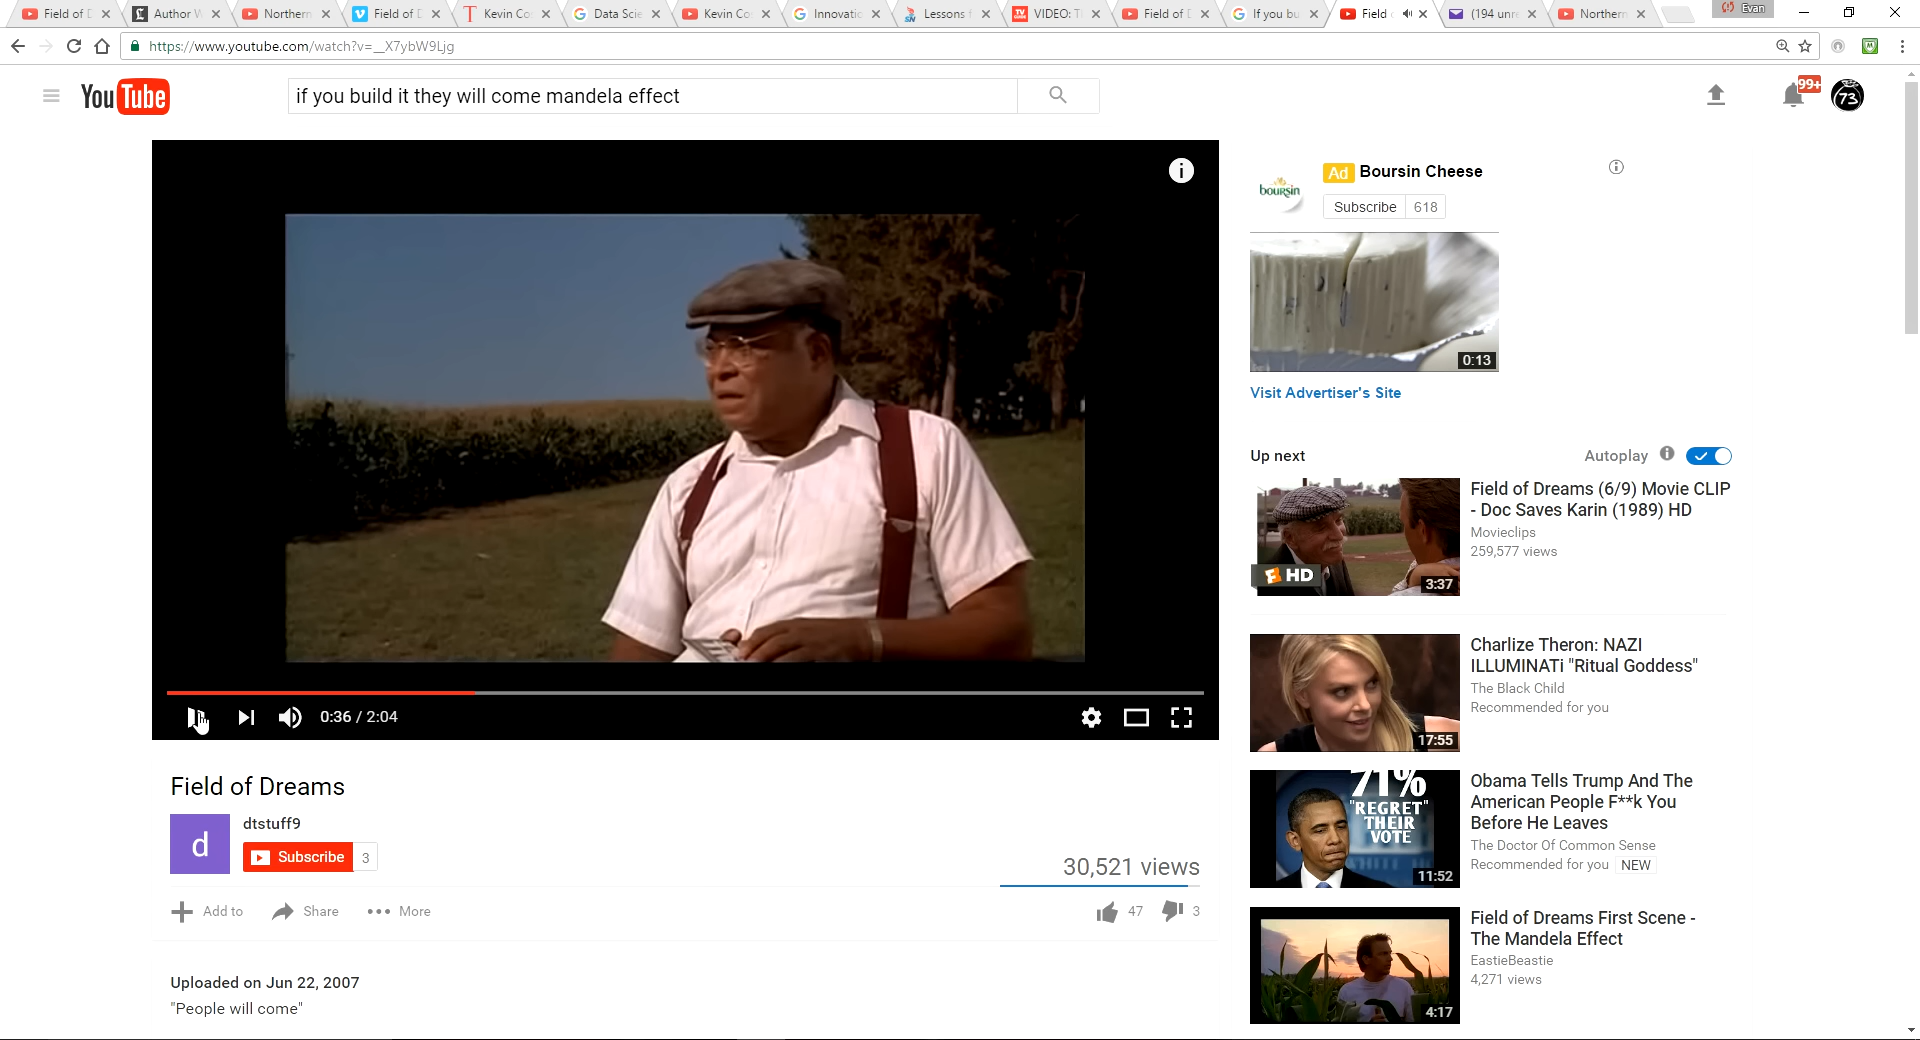 Field of D
Author W
Northern
Field of D
Kevin Co
Data Scie
Kevin Co
Innovatio
Lessons f
VIDEO: T
Field of D
If you bu
Field
(194 unre
Northern
Evan
https://www.youtube.com/watch?v=__X7ybW9Ljg
YouTube
if you build it they will come mandela effect
99+
73
0:36 / 2:04
boursin
Ad Boursin Cheese
Subscribe 618
0:13
Visit Advertiser's Site
Up next
Autoplay
HD
3:37
Field of Dreams (6/9) Movie CLIP
- Doc Saves Karin (1989) HD
Movieclips
259,577 views
17:55
Charlize Theron: NAZI
ILLUMINATi "Ritual Goddess"
The Black Child
Recommended for you
71%
"REGRET"
THEIR
VOTE
11:52
Obama Tells Trump And The
American People F**k You
Before He Leaves
The Doctor Of Common Sense
Recommended for you NEW
4:17
Field of Dreams First Scene -
The Mandela Effect
EastieBeastie
4,271 views
Field of Dreams
d
dtstuff9
Subscribe 3
30,521 views
Add to
Share
More
47
3
Uploaded on Jun 22, 2007
"People will come"